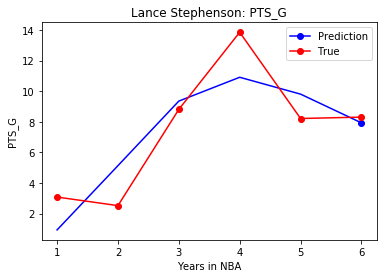 Lance Stephenson: PTS_G
Prediction
True
14
12
10
8
6
4
2
PTS_G
1 2 3 4 5 6
Years in NBA